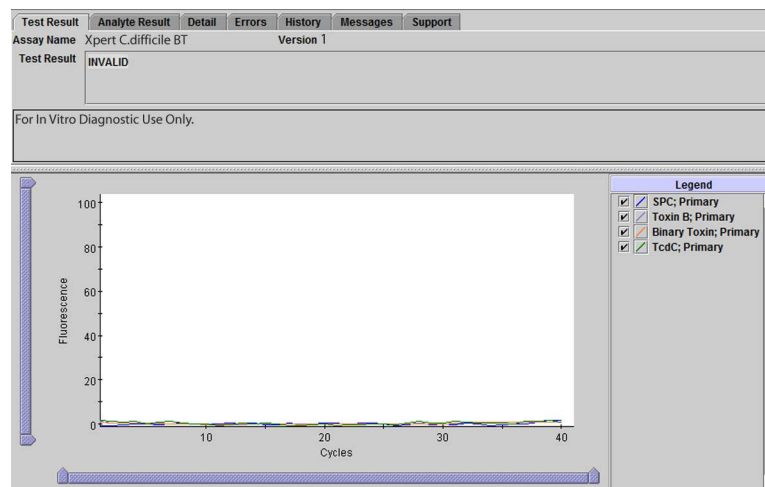 Test Result Analyte Result Detail Errors History Messages Support
Assay Name Xpert C.difficile BT Version 1
Test Result INVALID
For In Vitro Diagnostic Use Only.
Legend
SPC; Primary
Toxin B; Primary
Binary Toxin; Primary
TcdC; Primary
100
80
60
40
20
0
Fluorescence
10 20 30 40
Cycles